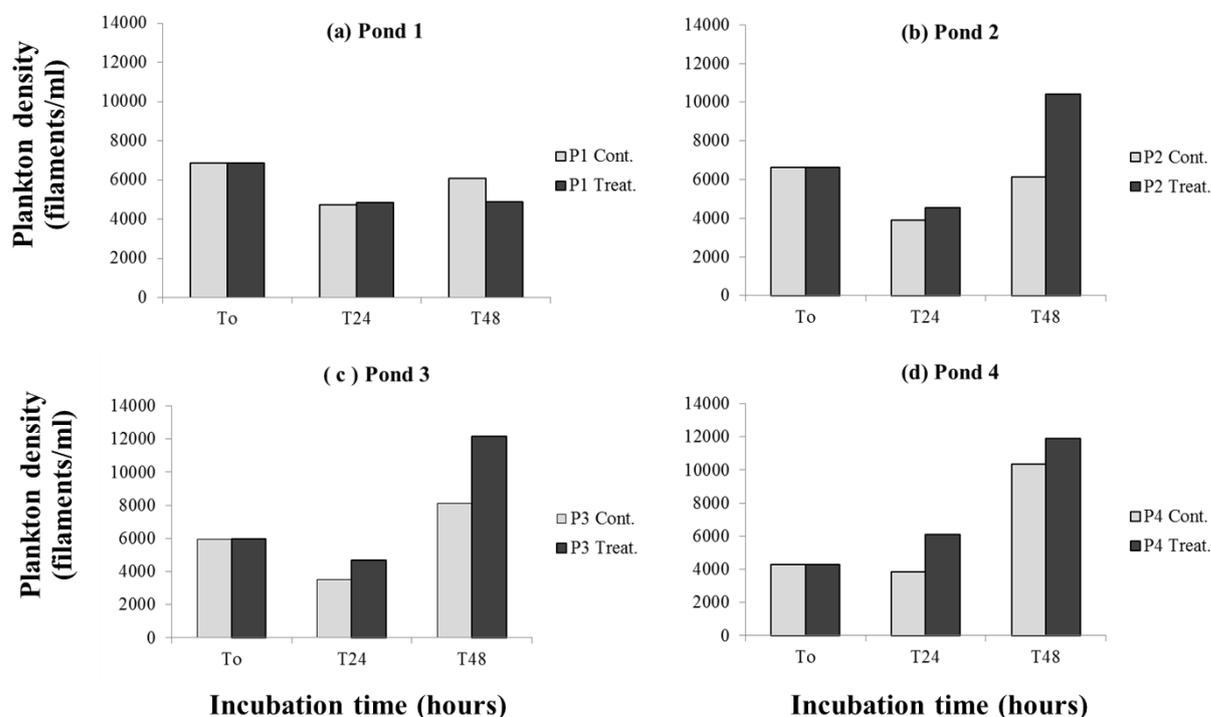 (a) Pond 1
Plankton density
(filaments/ml)
14000
12000
10000
8000
6000
4000
2000
0
To T24 T48
P1 Cont.
P1 Treat.
(b) Pond 2
14000
12000
10000
8000
6000
4000
2000
0
To T24 T48
P2 Cont.
P2 Treat.
( c ) Pond 3
Plankton density
(filaments/ml)
14000
12000
10000
8000
6000
4000
2000
0
To T24 T48
P3 Cont.
P3 Treat.
Incubation time (hours)
(d) Pond 4
14000
12000
10000
8000
6000
4000
2000
0
To T24 T48
P4 Cont.
P4 Treat.
Incubation time (hours)